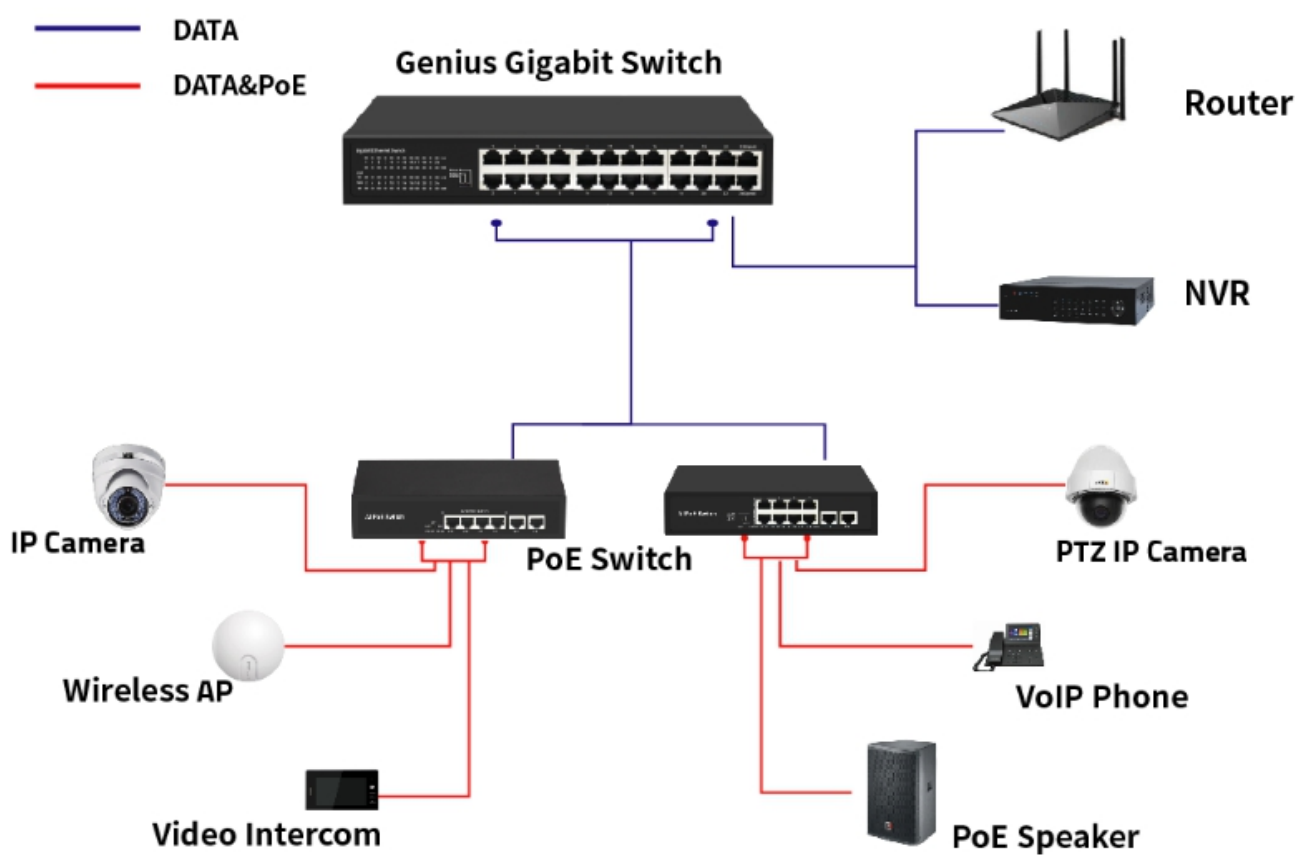 DATA
DATA&PoE
Genius Gigabit Switch
Router
NVR
IP Camera
PoE Switch
PTZ IP Camera
Wireless AP
VoIP Phone
Video Intercom
PoE Speaker